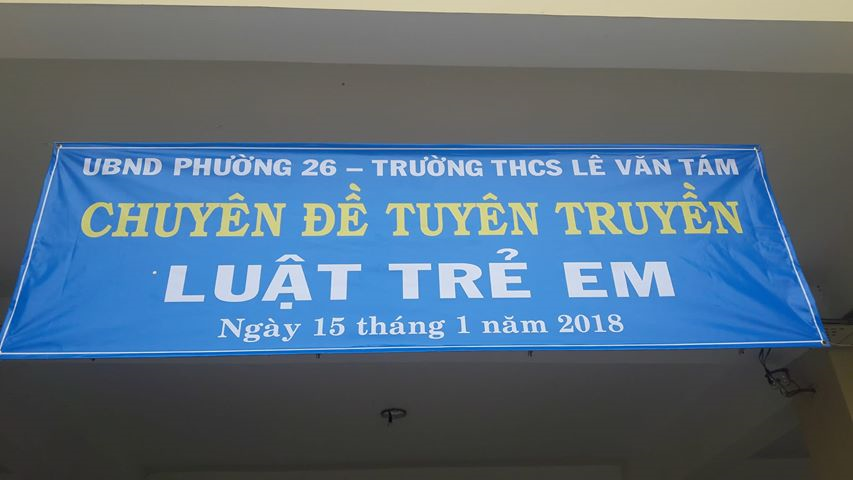 UBND PHƯỜNG 26 – TRƯỜNG THCS LÊ VĂN TÁM
CHUYÊN ĐỀ TUYÊN TRUYỀN
LUẬT TRẺ EM
Ngày 15 tháng 1 năm 2018